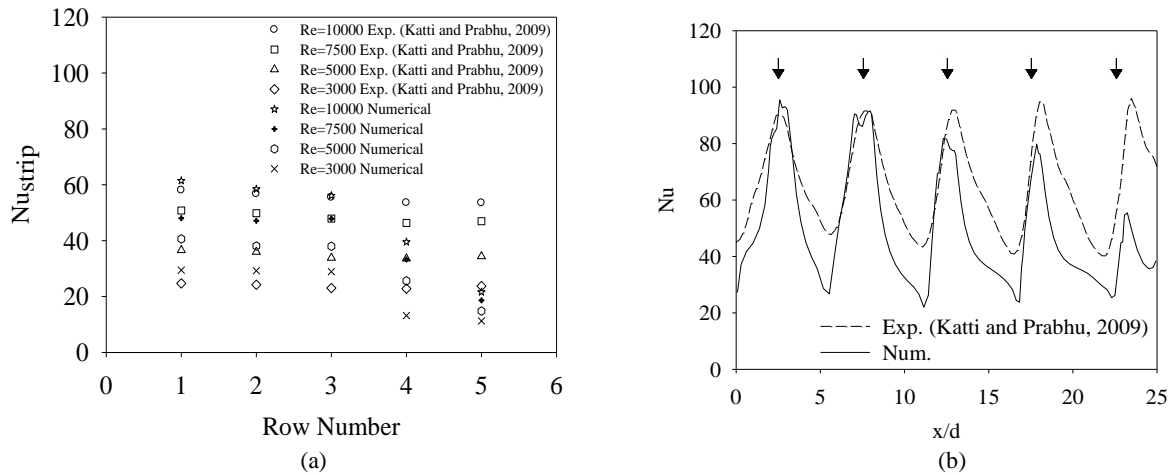 120
100
80
60
40
20
0
Nu_strip
Re=10000 Exp. (Katti and Prabhu, 2009)
Re=7500 Exp. (Katti and Prabhu, 2009)
Re=5000 Exp. (Katti and Prabhu, 2009)
Re=3000 Exp. (Katti and Prabhu, 2009)
Re=10000 Numerical
Re=7500 Numerical
Re=5000 Numerical
Re=3000 Numerical
0 1 2 3 4 5 6
Row Number
(a)
120
100
80
60
40
20
0
Nu
Exp. (Katti and Prabhu, 2009)
Num.
0 5 10 15 20 25
x/d
(b)